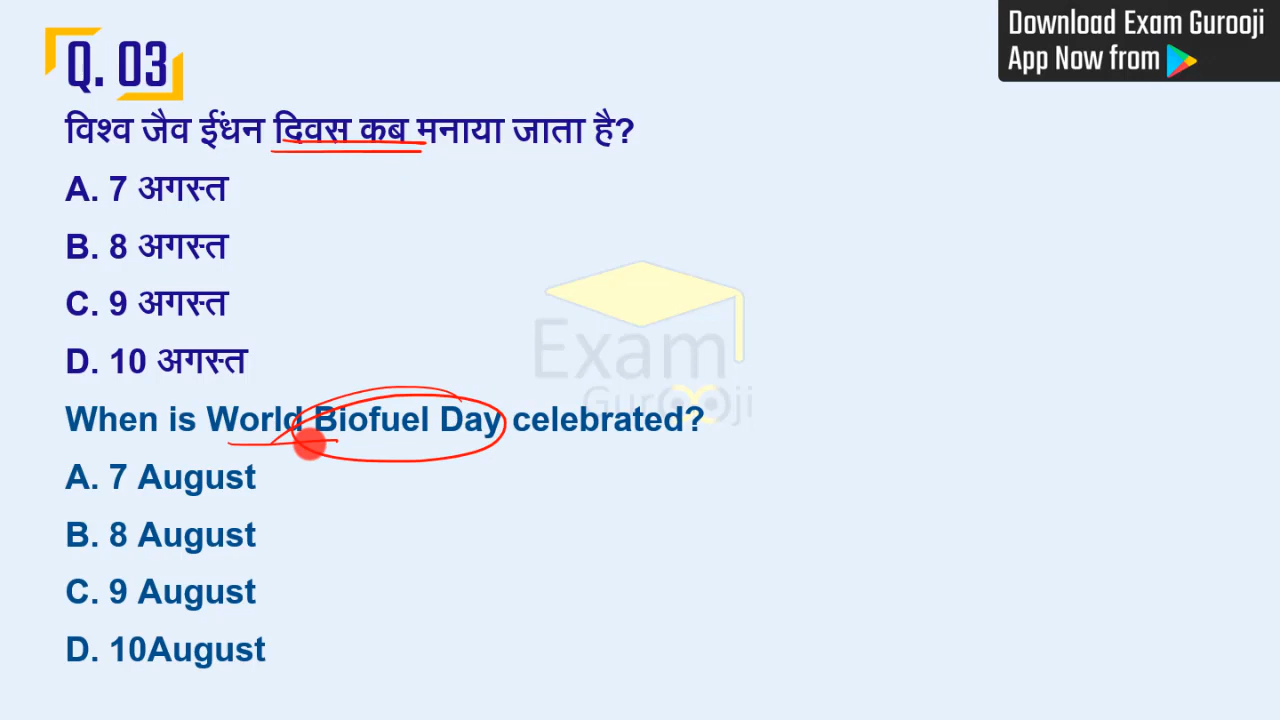 Download Exam Gurooji
App Now from
Q. 03
विश्व जैव ईंधन दिवस कब मनाया जाता है?
A. 7 अगस्त
B. 8 अगस्त
C. 9 अगस्त
D. 10 अगस्त
Exam
Gurooji
When is World Biofuel Day celebrated?
A. 7 August
B. 8 August
C. 9 August
D. 10August